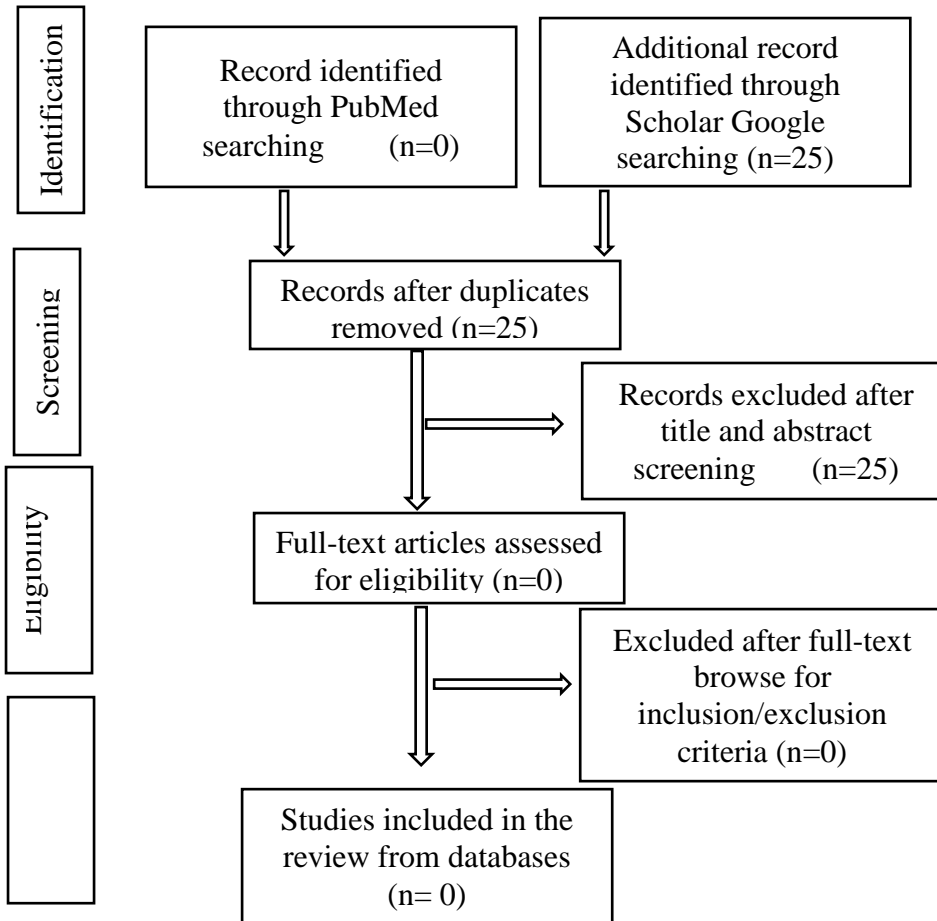 Identification
Record identified
through PubMed
searching (n=0)
Additional record
identified through
Scholar Google
searching (n=25)
Screening
Records after duplicates
removed (n=25)
Records excluded after
title and abstract
screening (n=25)
Eligibility
Full-text articles assessed
for eligibility (n=0)
Excluded after full-text
browse for
inclusion/exclusion
criteria (n=0)
Studies included in the
review from databases
(n= 0)